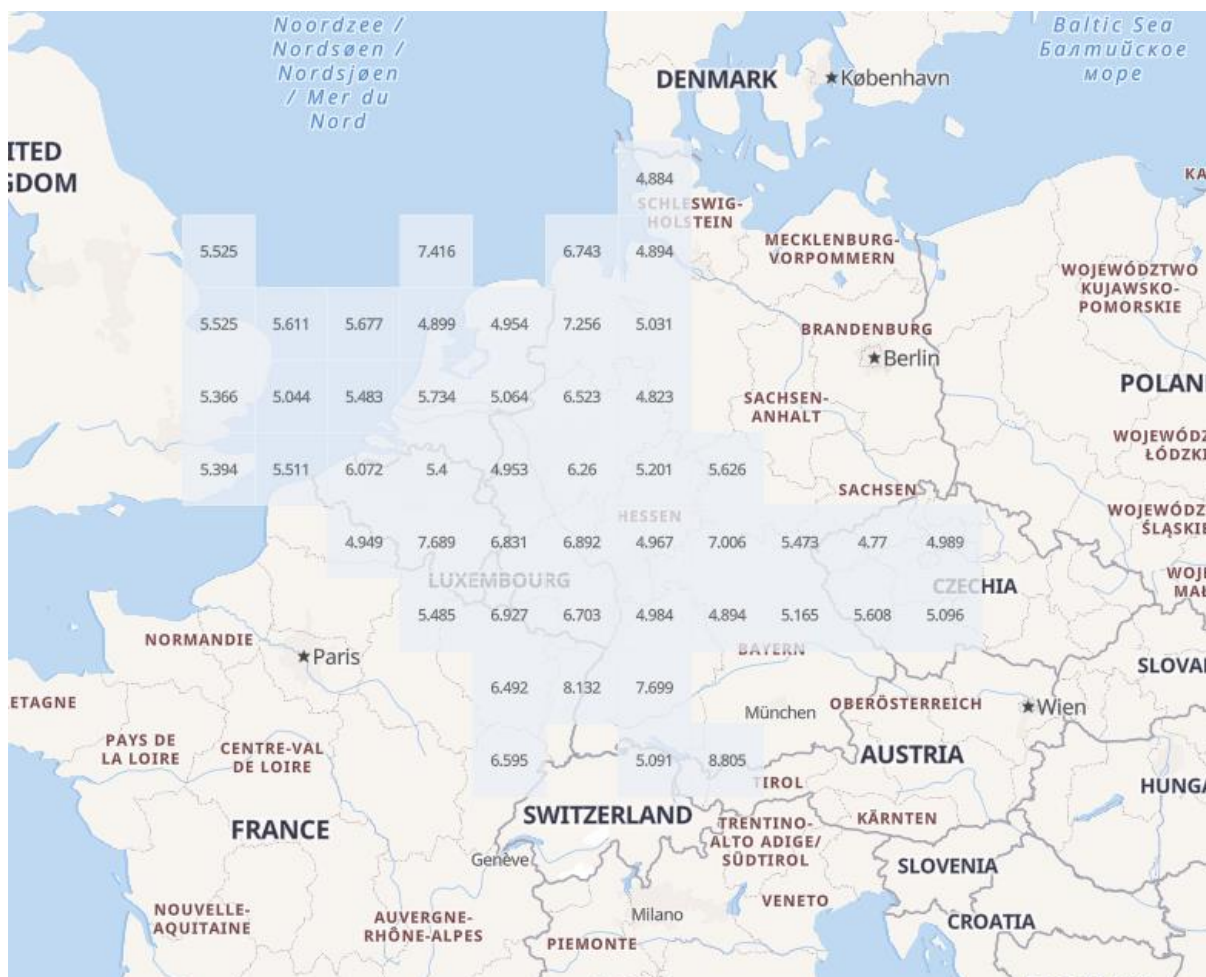 Noordzee /
Nordsøen /
Nordsjøen
/ Mer du
Nord
Baltic Sea
Балтийское
море
DENMARK
København
ITED
GDOM
KA
4.884
SCHLESWIG-
HOLSTEIN
MECKLENBURG-
VORPOMMERN
5.525 7.416 6.743 4.894
WOJEWÓDZTWO
KUJAWSKO-
POMORSKIE
5.525 5.611 5.677 4.899 4.954 7.256 5.031
BRANDENBURG
Berlin
POLAN
5.366 5.044 5.483 5.734 5.064 6.523 4.823
SACHSEN-
ANHALT
WOJEWÓDZ
ŁÓDZKI
5.394 5.511 6.072 5.4 4.953 6.26 5.201 5.626
SACHSEN
HESSEN
WOJEWÓDZ
ŚLĄSKIE
4.949 7.689 6.831 6.892 4.967 7.006 5.473 4.77 4.989
LUXEMBOURG
CZECHIA
WOJE
MAŁ
5.485 6.927 6.703 4.984 4.894 5.165 5.608 5.096
NORMANDIE
Paris
BAYERN
SLOVA
6.492 8.132 7.699
ETAGNE
München
OBERÖSTERREICH
Wien
PAYS DE
LA LOIRE
CENTRE-VAL
DE LOIRE
6.595 5.091 8.805
AUSTRIA
TIROL
HUNGA
FRANCE
SWITZERLAND
TRENTINO-
ALTO ADIGE/
SÜDTIROL
KÄRNTEN
Genève
SLOVENIA
NOUVELLE-
AQUITAINE
AUVERGNE-
RHÔNE-ALPES
Milano
VENETO
PIEMONTE
CROATIA